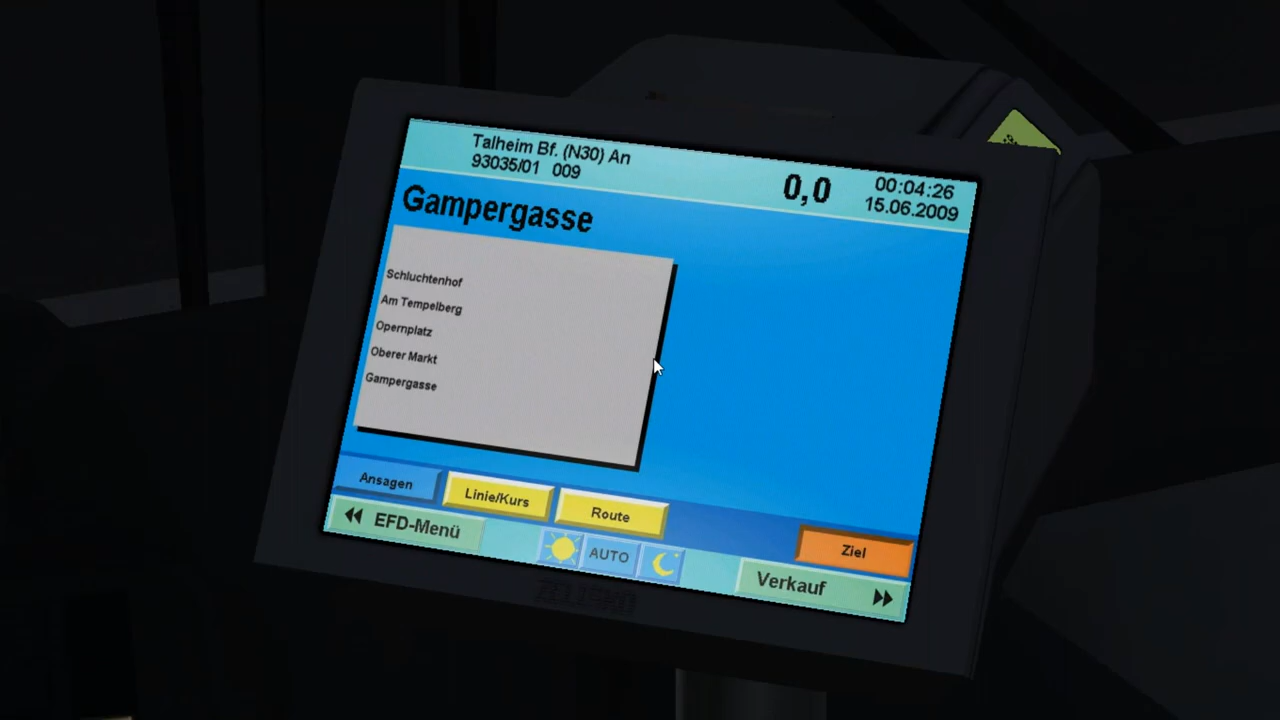 Talheim Bf. (N30) An
93035/01 009
0,0
00:04:26
15.06.2009
Gampergasse
Schluchtenhof
Am Tempelberg
Opernplatz
Oberer Markt
Gampergasse
Ansagen
Linie/Kurs
Route
Ziel
EFD-Menü
AUTO
Verkauf